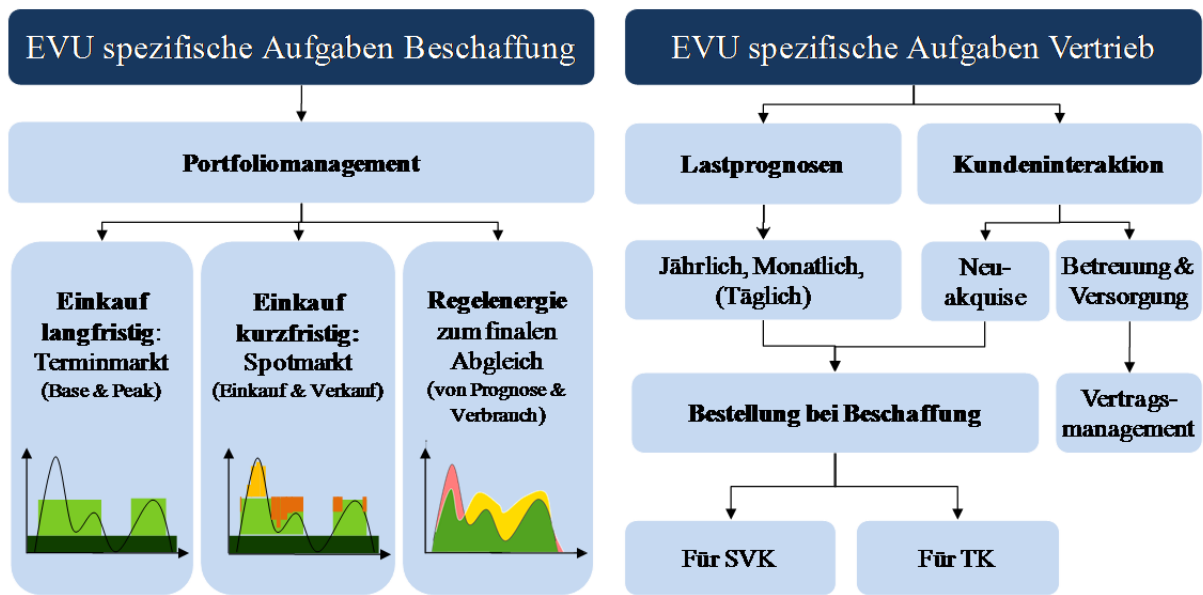 EVU spezifische Aufgaben Beschaffung
Portfoliomanagement
Einkauf
langfristig:
Terminmarkt
(Base & Peak)
Einkauf
kurzfristig:
Spotmarkt
(Einkauf & Verkauf)
Regelenergie
zum finalen
Abgleich
(von Prognose &
Verbrauch)
EVU spezifische Aufgaben Vertrieb
Lastprognosen
Kundeninteraktion
Jährlich, Monatlich,
(Täglich)
Neu-
akquise
Betreuung &
Versorgung
Bestellung bei Beschaffung
Vertrags-
management
Für SVK
Für TK